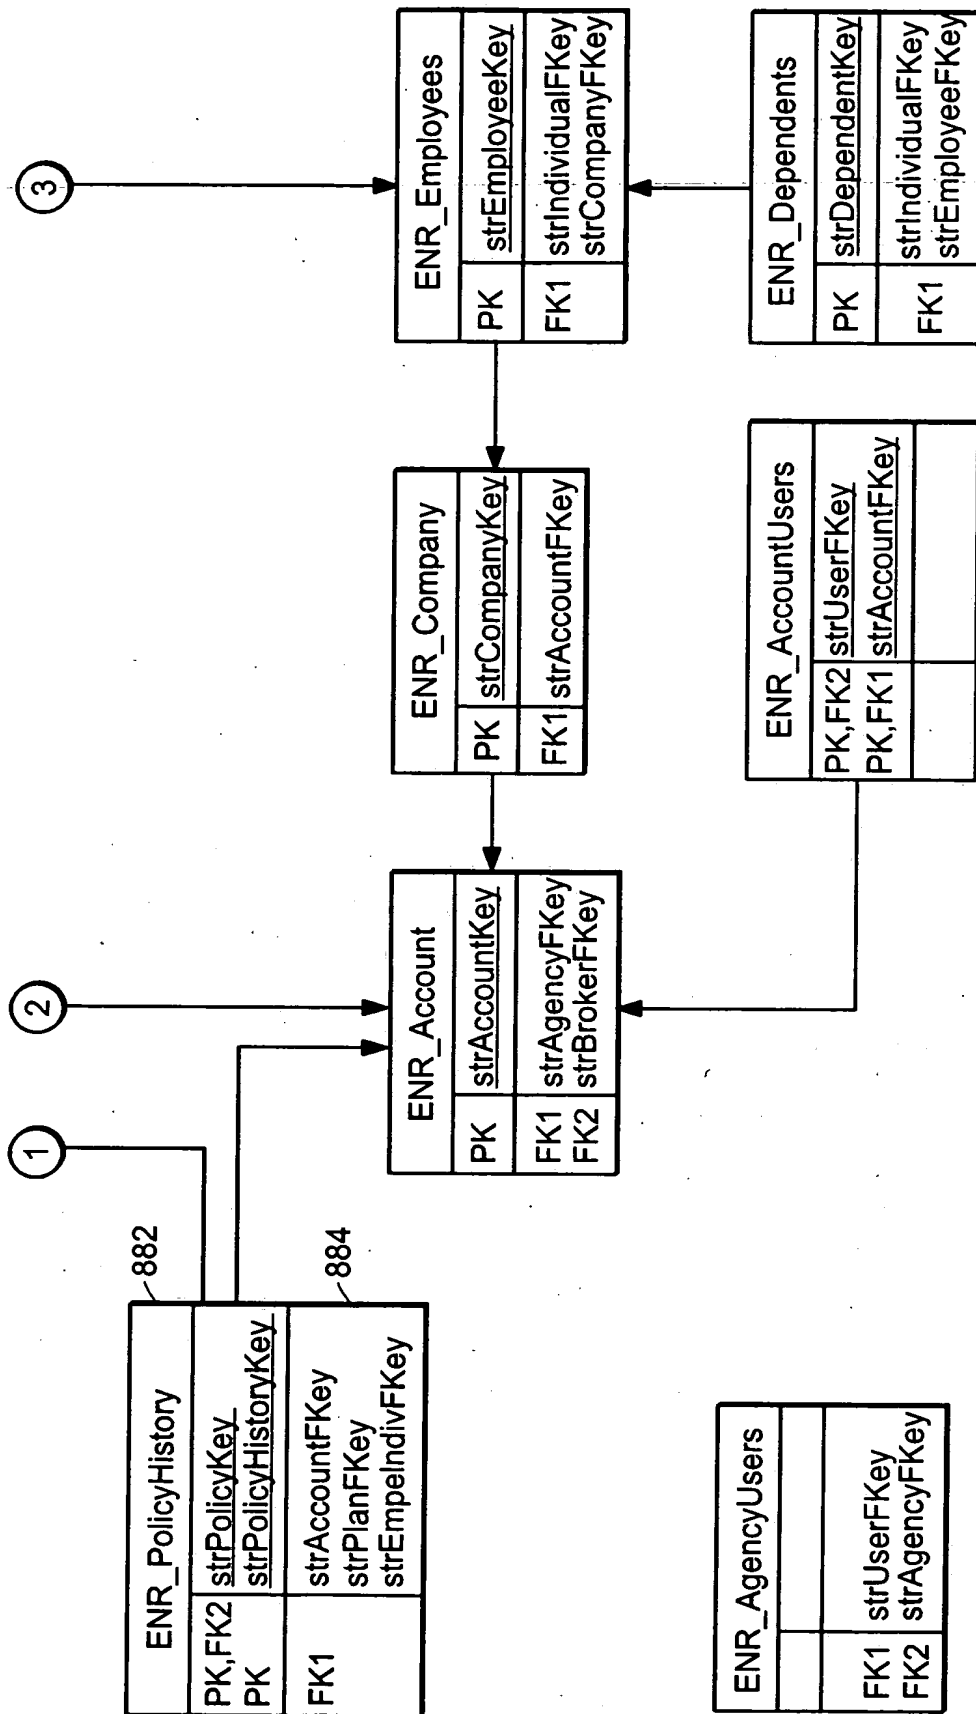 1
2
3
882
ENR_PolicyHistory
PK,FK2 strPolicyKey
PK strPolicyHistoryKey
FK1 strAccountFKey
strPlanFKey
strEmpeIndivFKey
884
ENR_Account
PK strAccountKey
FK1 strAgencyFKey
FK2 strBrokerFKey
ENR_Company
PK strCompanyKey
FK1 strAccountFKey
ENR_Employees
PK strEmployeeKey
FK1 strIndividualFKey
strCompanyFKey
ENR_AgencyUsers
FK1 strUserFKey
FK2 strAgencyFKey
ENR_AccountUsers
PK,FK2 strUserFKey
PK,FK1 strAccountFKey
ENR_Dependents
PK strDependentKey
FK1 strIndividualFKey
strEmployeeFKey